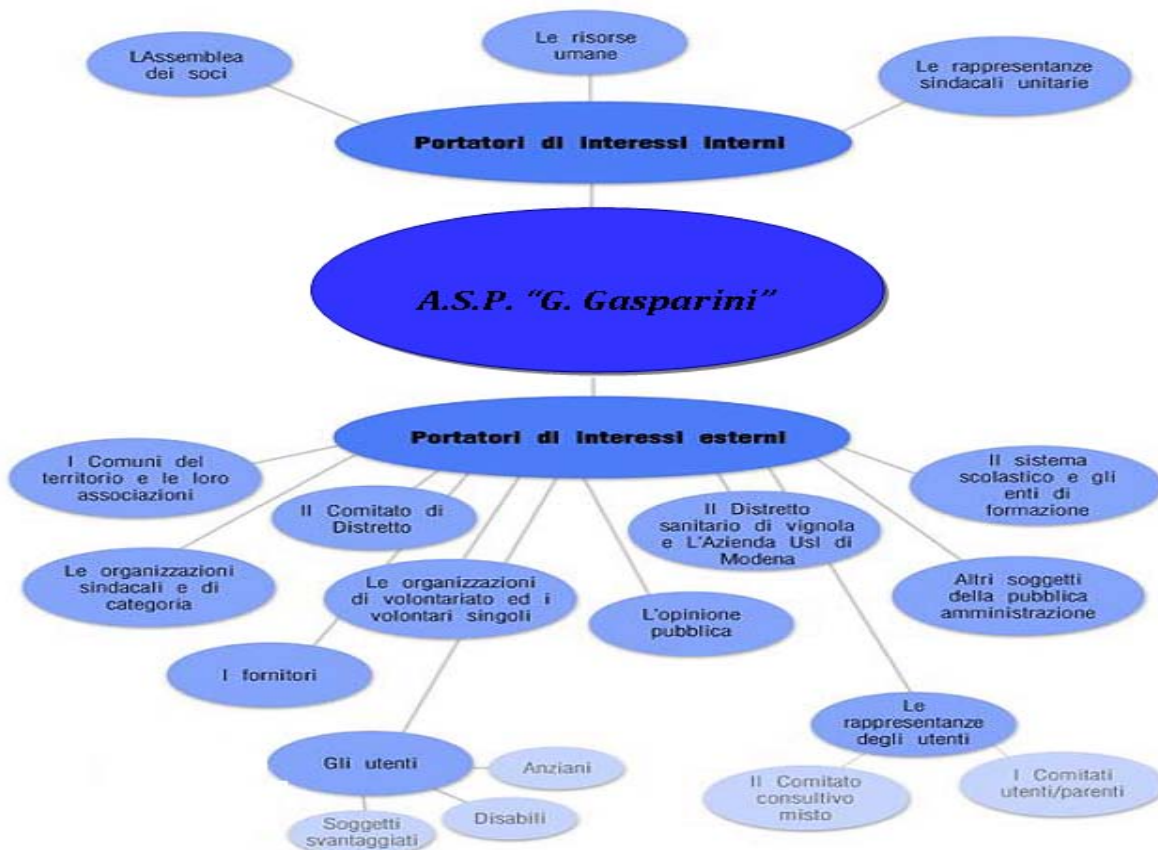 Le risorse
umane
LAssemblea
dei soci
Le rappresentanze
sindacali unitarie
Portatori di interessi interni
A.S.P. “G. Gasparini”
Portatori di interessi esterni
I Comuni del
territorio e le loro
associazioni
Il Comitato di
Distretto
Il Distretto
sanitario di vignola
e L'Azienda Usl di
Modena
Il sistema
scolastico e gli
enti di
formazione
Le organizzazioni
sindacali e di
categoria
Le organizzazioni
di volontariato ed i
volontari singoli
L'opinione
pubblica
Altri soggetti
della pubblica
amministrazione
I fornitori
Le
rappresentanze
degli utenti
Gli utenti
Anziani
Disabili
Soggetti
svantaggiati
Il Comitato
consultivo
misto
I Comitati
utenti/parenti